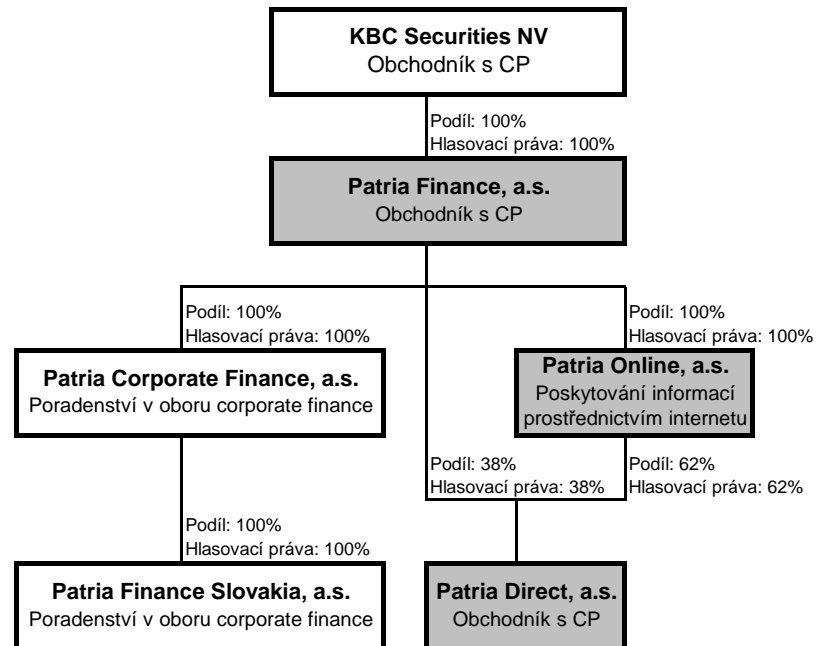 KBC Securities NV
Obchodník s CP
Podíl: 100%
Hlasovací práva: 100%
Patria Finance, a.s.
Obchodník s CP
Podíl: 100%
Hlasovací práva: 100%
Podíl: 100%
Hlasovací práva: 100%
Patria Corporate Finance, a.s.
Poradenství v oboru corporate finance
Patria Online, a.s.
Poskytování informací
prostřednictvím internetu
Podíl: 38%
Hlasovací práva: 38%
Podíl: 62%
Hlasovací práva: 62%
Podíl: 100%
Hlasovací práva: 100%
Patria Finance Slovakia, a.s.
Poradenství v oboru corporate finance
Patria Direct, a.s.
Obchodník s CP